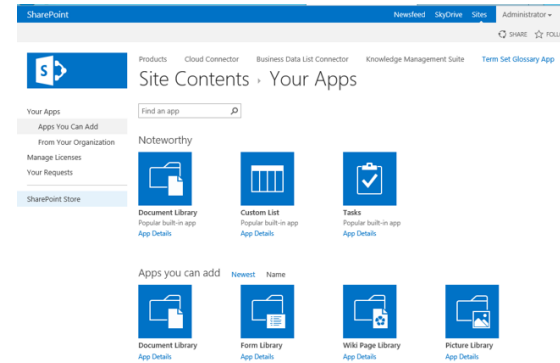 SharePoint
Newsfeed SkyDrive Sites Administrator
SHARE FOLLO
Products Cloud Connector Business Data List Connector Knowledge Management Suite Term Set Glossary App
Site Contents › Your Apps
Your Apps
Apps You Can Add
From Your Organization
Manage Licenses
Your Requests
SharePoint Store
Find an app
Noteworthy
Document Library Custom List Tasks
Popular built-in app Popular built-in app Popular built-in app
App Details App Details App Details
Apps you can add Newest Name
Document Library Form Library Wiki Page Library Picture Library
App Details App Details App Details App Details